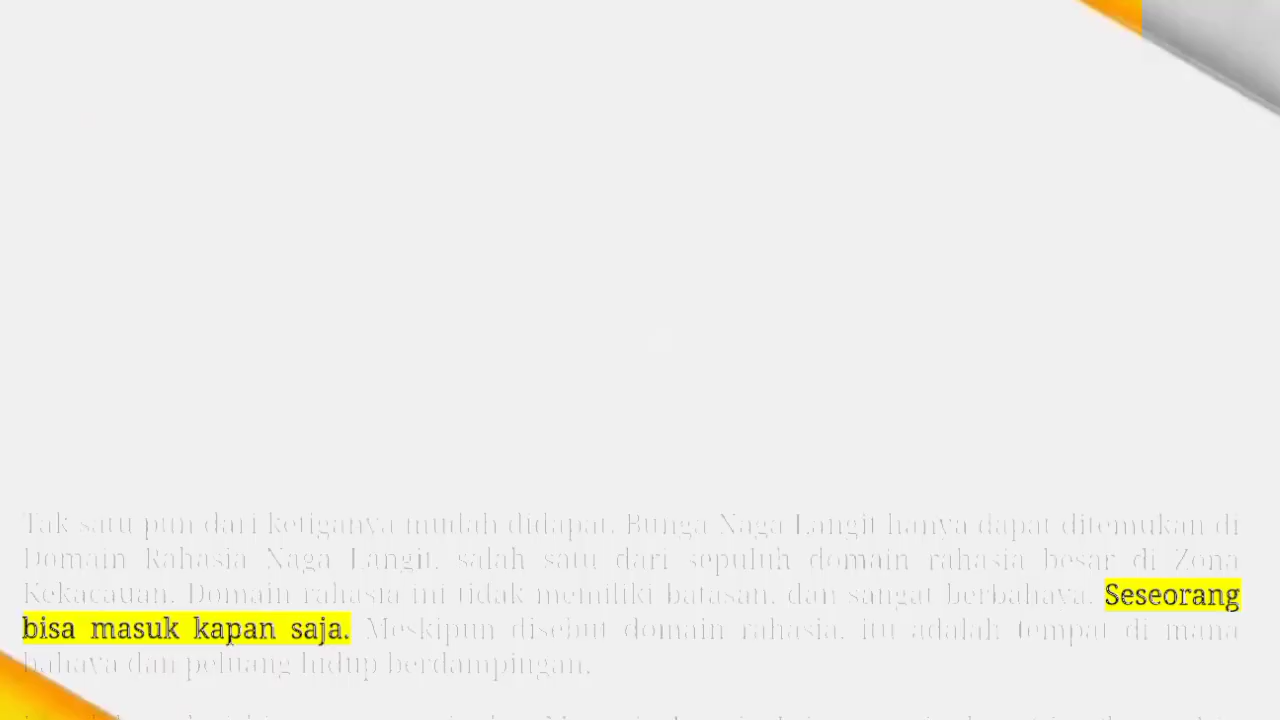 Tak satu pun dari ketiganya mudah didapat. Bunga Naga Langit hanya dapat ditemukan di
Domain Rahasia Naga Langit, salah satu dari sepuluh domain rahasia besar di Zona
Kekacauan. Domain rahasia ini tidak memiliki batasan, dan sangat berbahaya. Seseorang
bisa masuk kapan saja. Meskipun disebut domain rahasia, itu adalah tempat di mana
bahaya dan peluang hidup berdampingan.